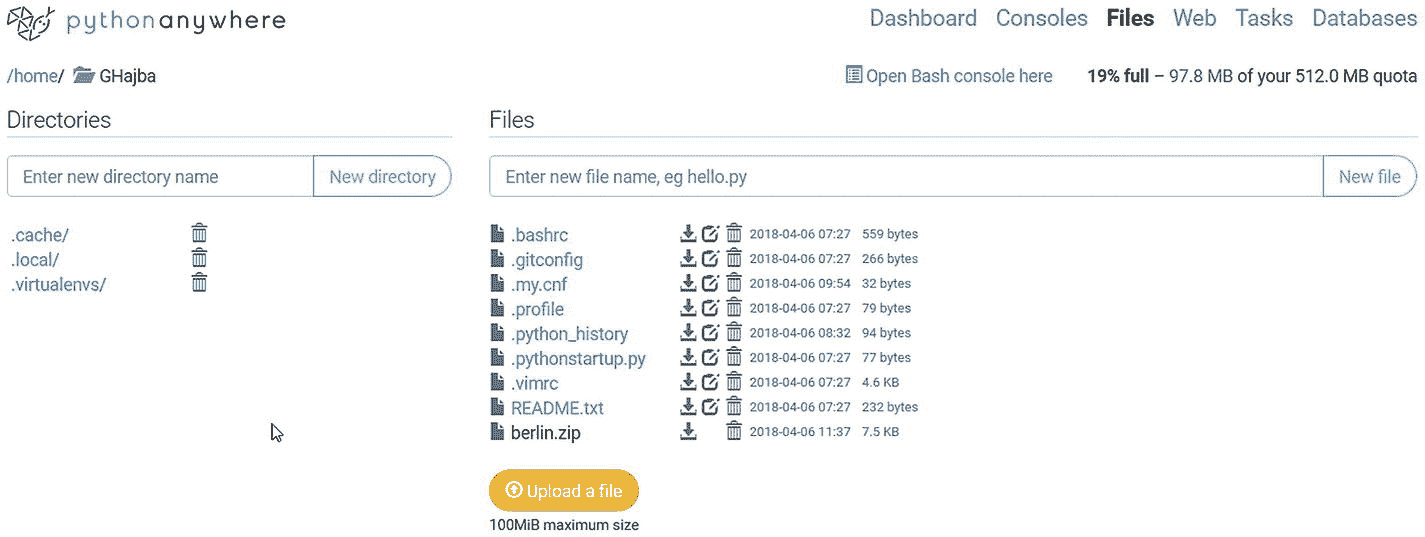 pythonanywhere
Dashboard Consoles Files Web Tasks Databases
/home/ GHajba
Open Bash console here 19% full – 97.8 MB of your 512.0 MB quota
Directories
Enter new directory name New directory
.cache/
.local/
.virtualenvs/
Files
Enter new file name, eg hello.py New file
.bashrc 2018-04-06 07:27 559 bytes
.gitconfig 2018-04-06 07:27 266 bytes
.my.cnf 2018-04-06 09:54 32 bytes
.profile 2018-04-06 07:27 79 bytes
.python_history 2018-04-06 08:32 94 bytes
.pythonstartup.py 2018-04-06 07:27 77 bytes
.vimrc 2018-04-06 07:27 4.6 KB
README.txt 2018-04-06 07:27 232 bytes
berlin.zip 2018-04-06 11:37 7.5 KB
Upload a file
100MiB maximum size